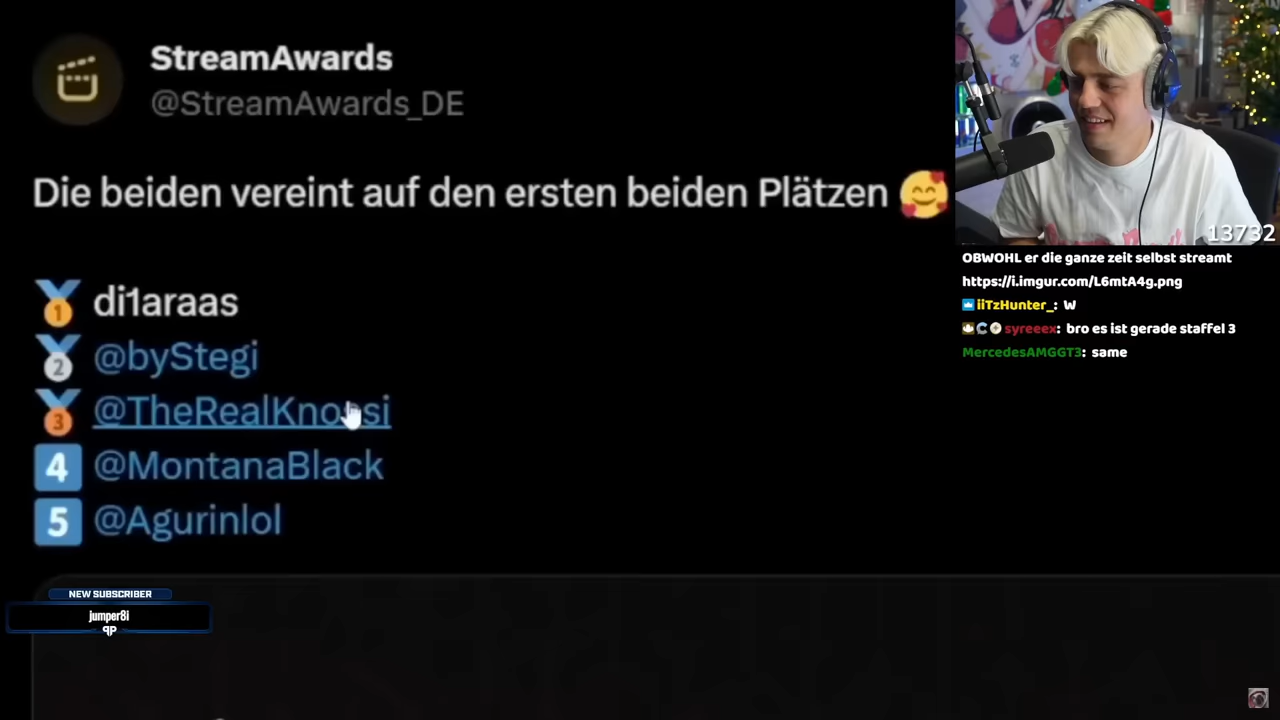 StreamAwards
@StreamAwards_DE
Die beiden vereint auf den ersten beiden Plätzen 🥰
🥇 di1araas
🥈 @byStegi
🥉 @TheRealKnossi
4 @MontanaBlack
5 @Agurinlol
13732
OBWOHL er die ganze zeit selbst streamt
https://i.imgur.com/L6mtA4g.png
iiTzHunter_: W
syreeex: bro es ist gerade staffel 3
MercedesAMGGT3: same
NEW SUBSCRIBER
jumper8i